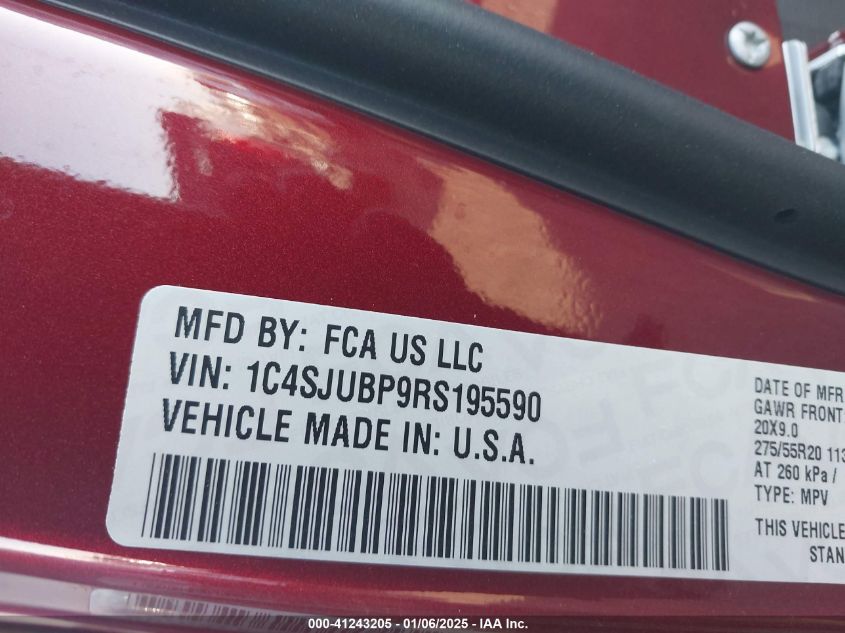 MFD BY: FCA US LLC
VIN: 1C4SJUBP9RS195590
VEHICLE MADE IN: U.S.A.
DATE OF MFR
GAWR FRONT
20X9.0
275/55R20 113
AT 260 kPa /
TYPE: MPV
THIS VEHICLE
STAN
000-41243205 - 01/06/2025 - IAA Inc.